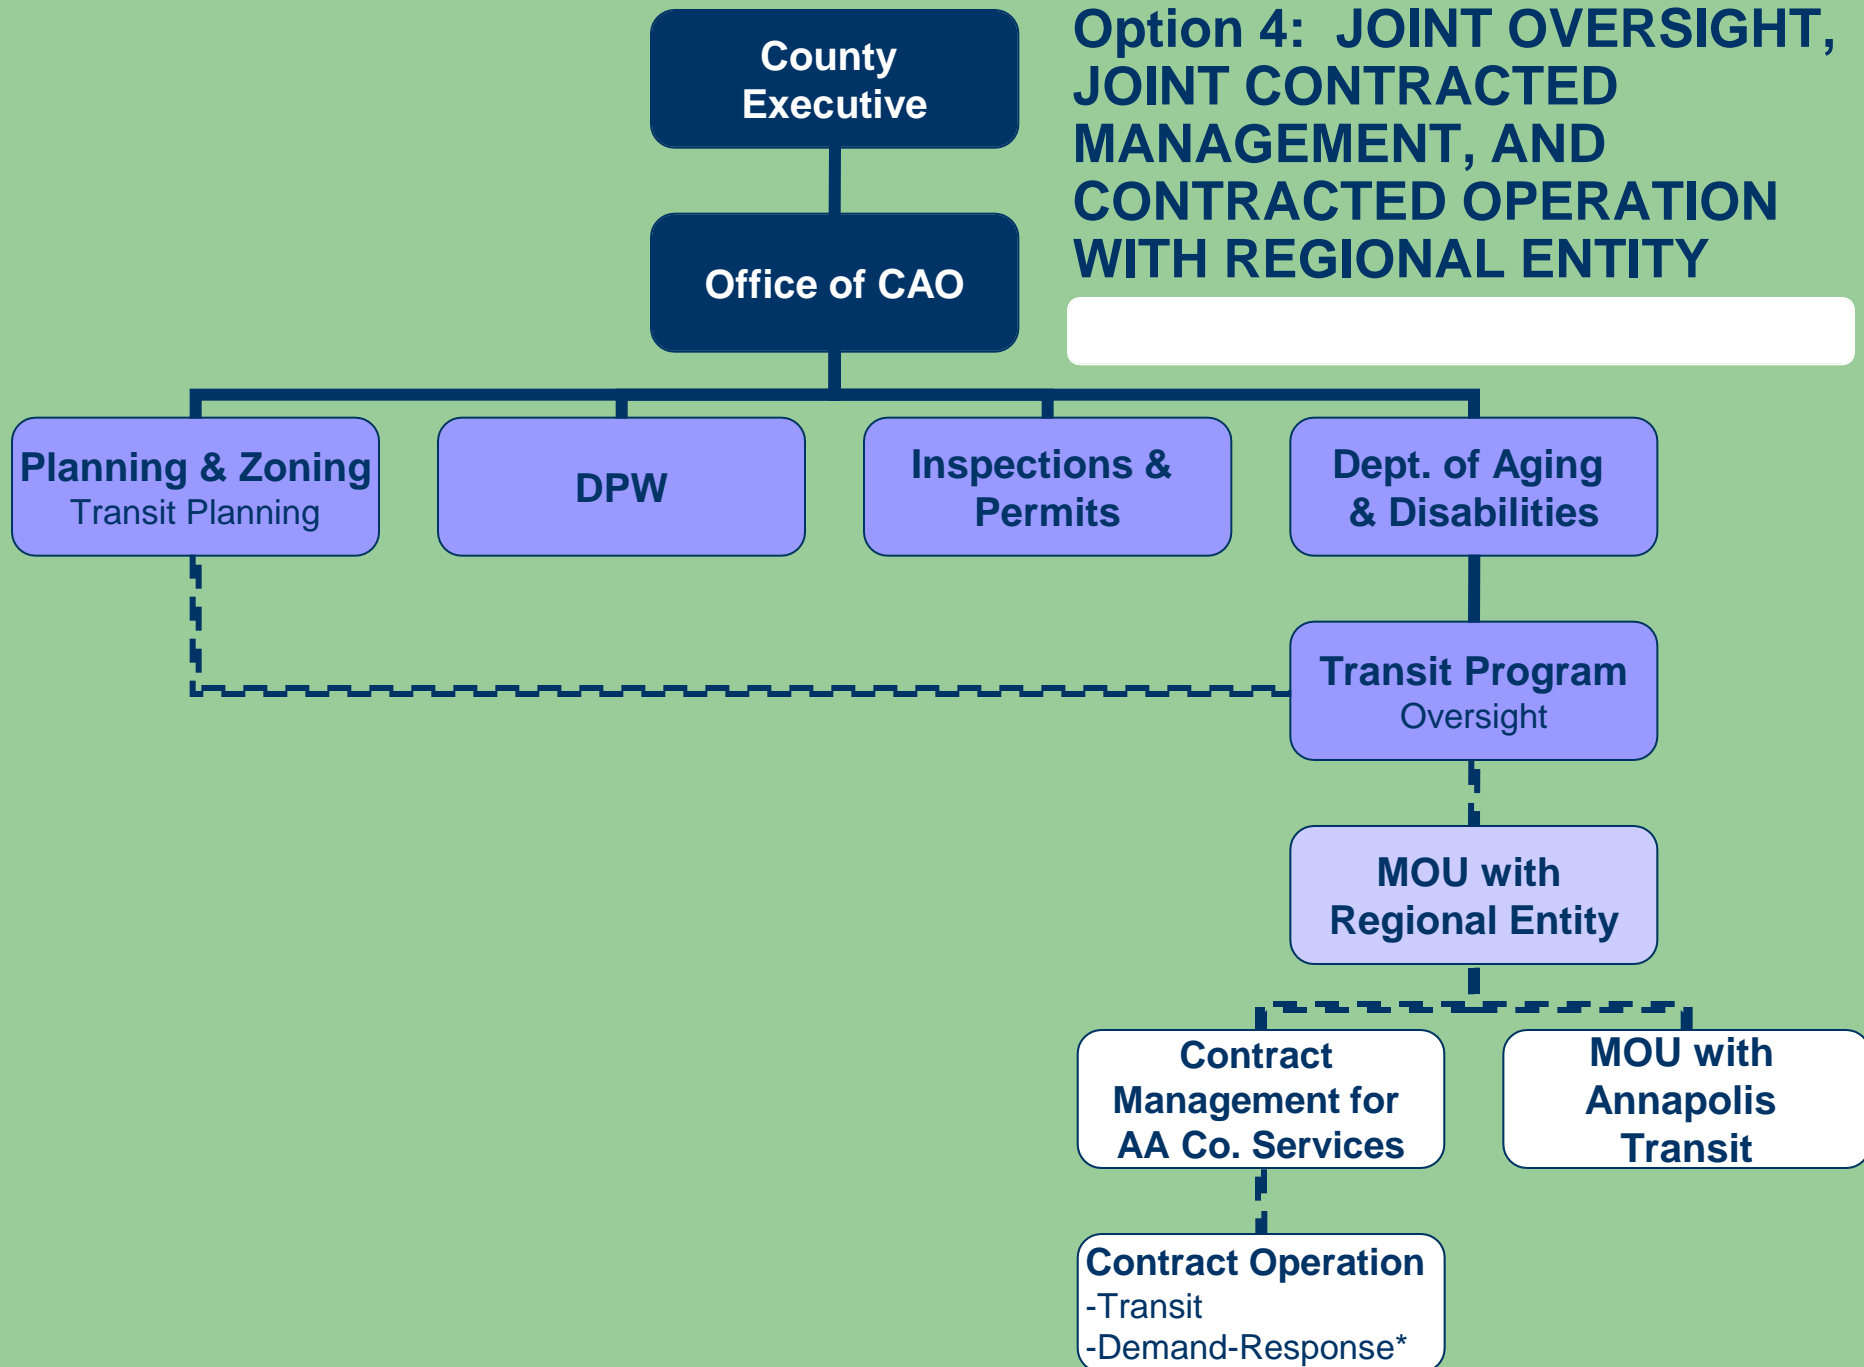 Option 4: JOINT OVERSIGHT,
JOINT CONTRACTED
MANAGEMENT, AND
CONTRACTED OPERATION
WITH REGIONAL ENTITY
County
Executive
Office of CAO
Planning & Zoning
Transit Planning
DPW
Inspections &
Permits
Dept. of Aging
& Disabilities
Transit Program
Oversight
MOU with
Regional Entity
Contract
Management for
AA Co. Services
MOU with
Annapolis
Transit
Contract Operation
-Transit
-Demand-Response*